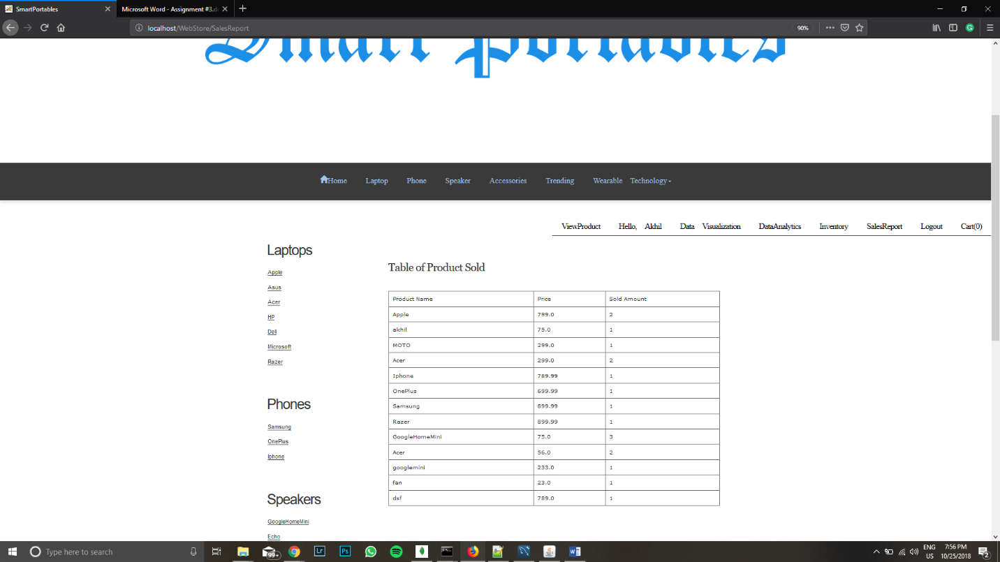 SmartPortables
Microsoft Word - Assignment #3.d
localhost/WebStore/SalesReport
90%
Smart Portables
Home Laptop Phone Speaker Accessories Trending Wearable Technology
ViewProduct Hello, Akhil Data Visualization DataAnalytics Inventory SalesReport Logout Cart(0)
Laptops
Apple
Asus
Acer
HP
Dell
Microsoft
Razer
Phones
Samsung
OnePlus
Iphone
Speakers
GoogleHomeMini
Echo
Table of Product Sold
Product Name Price Sold Amount
Apple 799.0 2
akhil 75.0 1
MOTO 299.0 1
Acer 299.0 2
Iphone 789.99 1
OnePlus 699.99 1
Samsung 899.99 1
Razer 899.99 1
GoogleHomeMini 75.0 3
Acer 56.0 2
googlemini 233.0 1
fan 23.0 1
dsf 789.0 1
Type here to search
99+
Lr
Ps
ENG
US
7:56 PM
10/25/2018
2